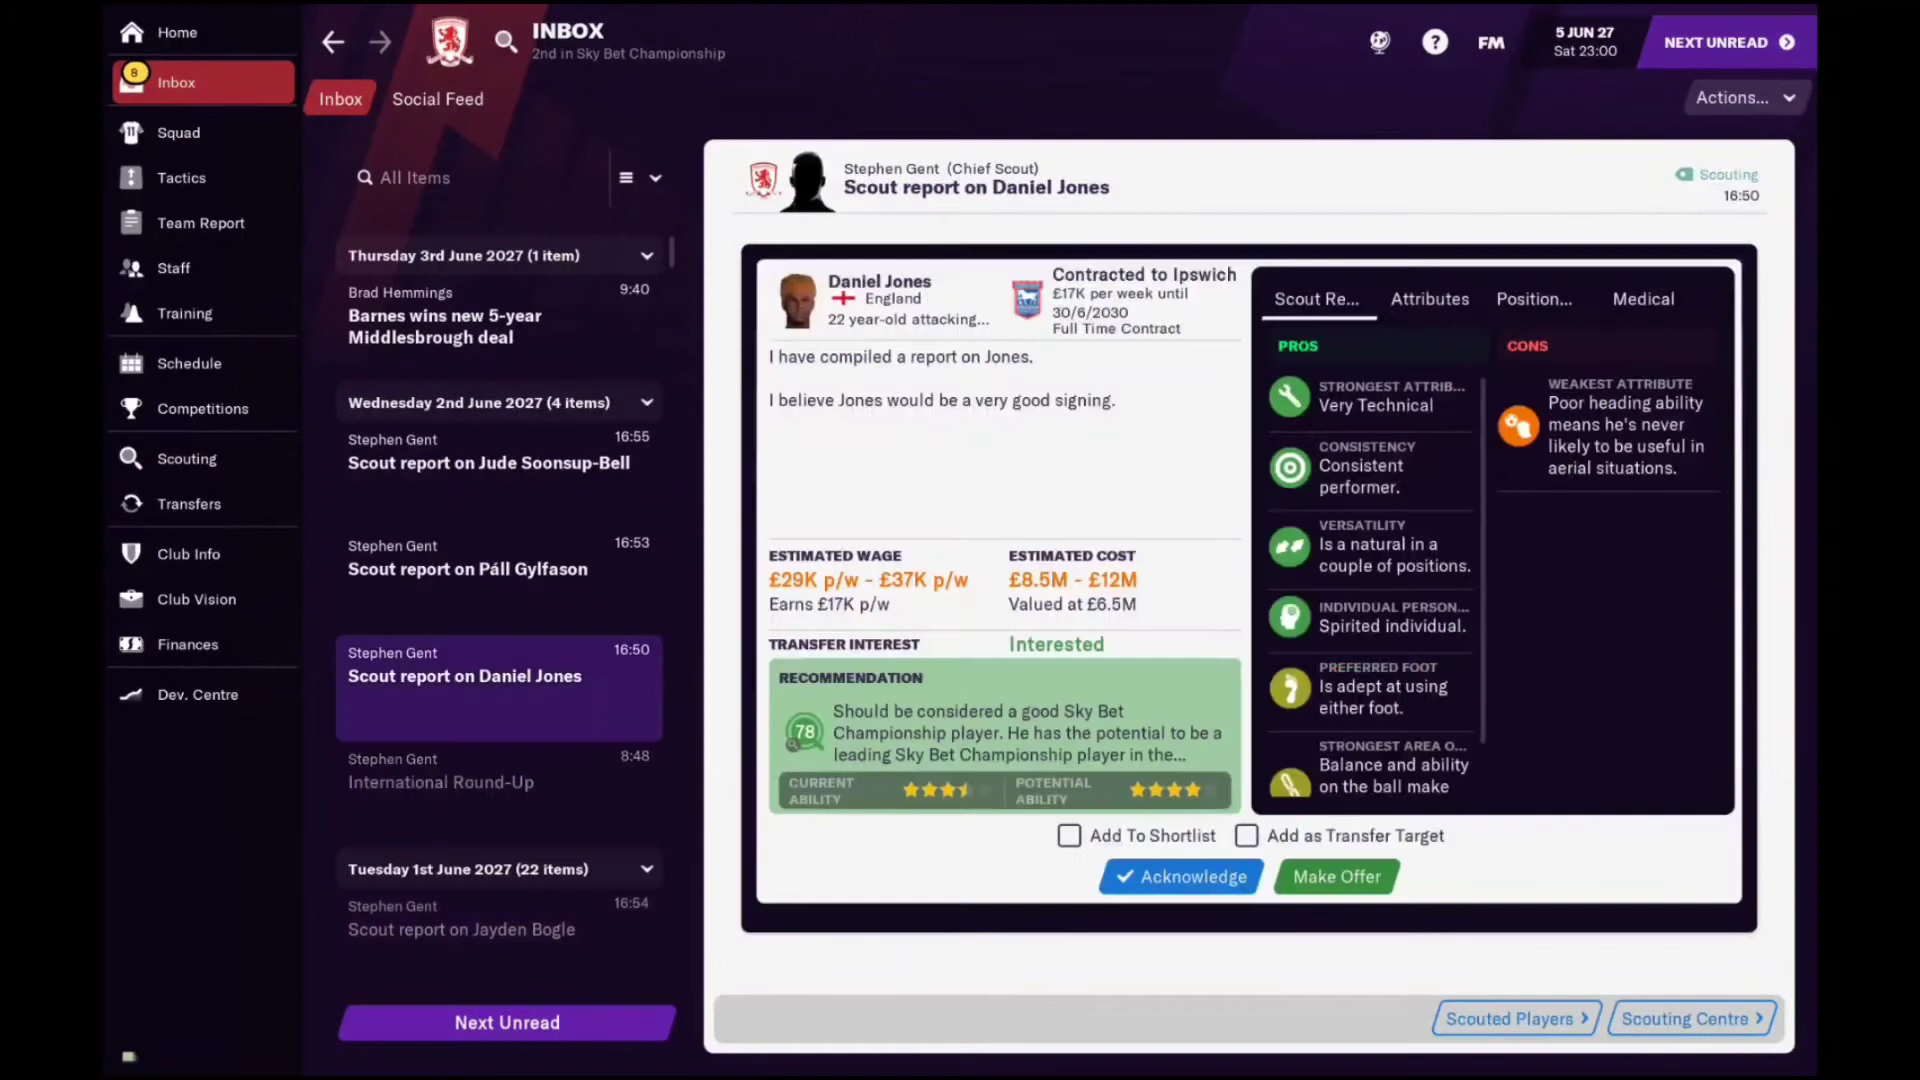 Home
8
Inbox
Squad
Tactics
Team Report
Staff
Training
Schedule
Competitions
Scouting
Transfers
Club Info
Club Vision
Finances
Dev. Centre
INBOX
2nd in Sky Bet Championship
?
FM
5 JUN 27
Sat 23:00
NEXT UNREAD
Inbox
Social Feed
Actions...
All Items
Thursday 3rd June 2027 (1 item)
Brad Hemmings
9:40
Barnes wins new 5-year
Middlesbrough deal
Wednesday 2nd June 2027 (4 items)
Stephen Gent
16:55
Scout report on Jude Soonsup-Bell
Stephen Gent
16:53
Scout report on Páll Gylfason
Stephen Gent
16:50
Scout report on Daniel Jones
Stephen Gent
8:48
International Round-Up
Tuesday 1st June 2027 (22 items)
Stephen Gent
16:54
Scout report on Jayden Bogle
Next Unread
Stephen Gent (Chief Scout)
Scout report on Daniel Jones
Scouting
16:50
Daniel Jones
England
22 year-old attacking...
Contracted to Ipswich
£17K per week until
30/6/2030
Full Time Contract
I have compiled a report on Jones.
I believe Jones would be a very good signing.
ESTIMATED WAGE
£29K p/w - £37K p/w
Earns £17K p/w
ESTIMATED COST
£8.5M - £12M
Valued at £6.5M
TRANSFER INTEREST
Interested
RECOMMENDATION
78
Should be considered a good Sky Bet
Championship player. He has the potential to be a
leading Sky Bet Championship player in the...
CURRENT
ABILITY
POTENTIAL
ABILITY
Scout Re...
Attributes
Position...
Medical
PROS
STRONGEST ATTRIB...
Very Technical
CONSISTENCY
Consistent
performer.
VERSATILITY
Is a natural in a
couple of positions.
INDIVIDUAL PERSON...
Spirited individual.
PREFERRED FOOT
Is adept at using
either foot.
STRONGEST AREA O...
Balance and ability
on the ball make
CONS
WEAKEST ATTRIBUTE
Poor heading ability
means he's never
likely to be useful in
aerial situations.
Add To Shortlist
Add as Transfer Target
Acknowledge
Make Offer
Scouted Players
Scouting Centre